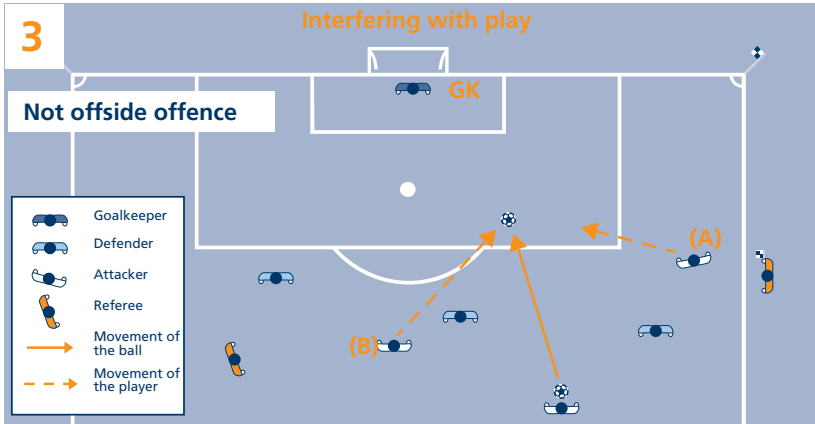 3
Interfering with play
GK
Not offside offence
Goalkeeper
Defender
Attacker
Referee
Movement of
the ball
Movement of
the player
(A)
(B)